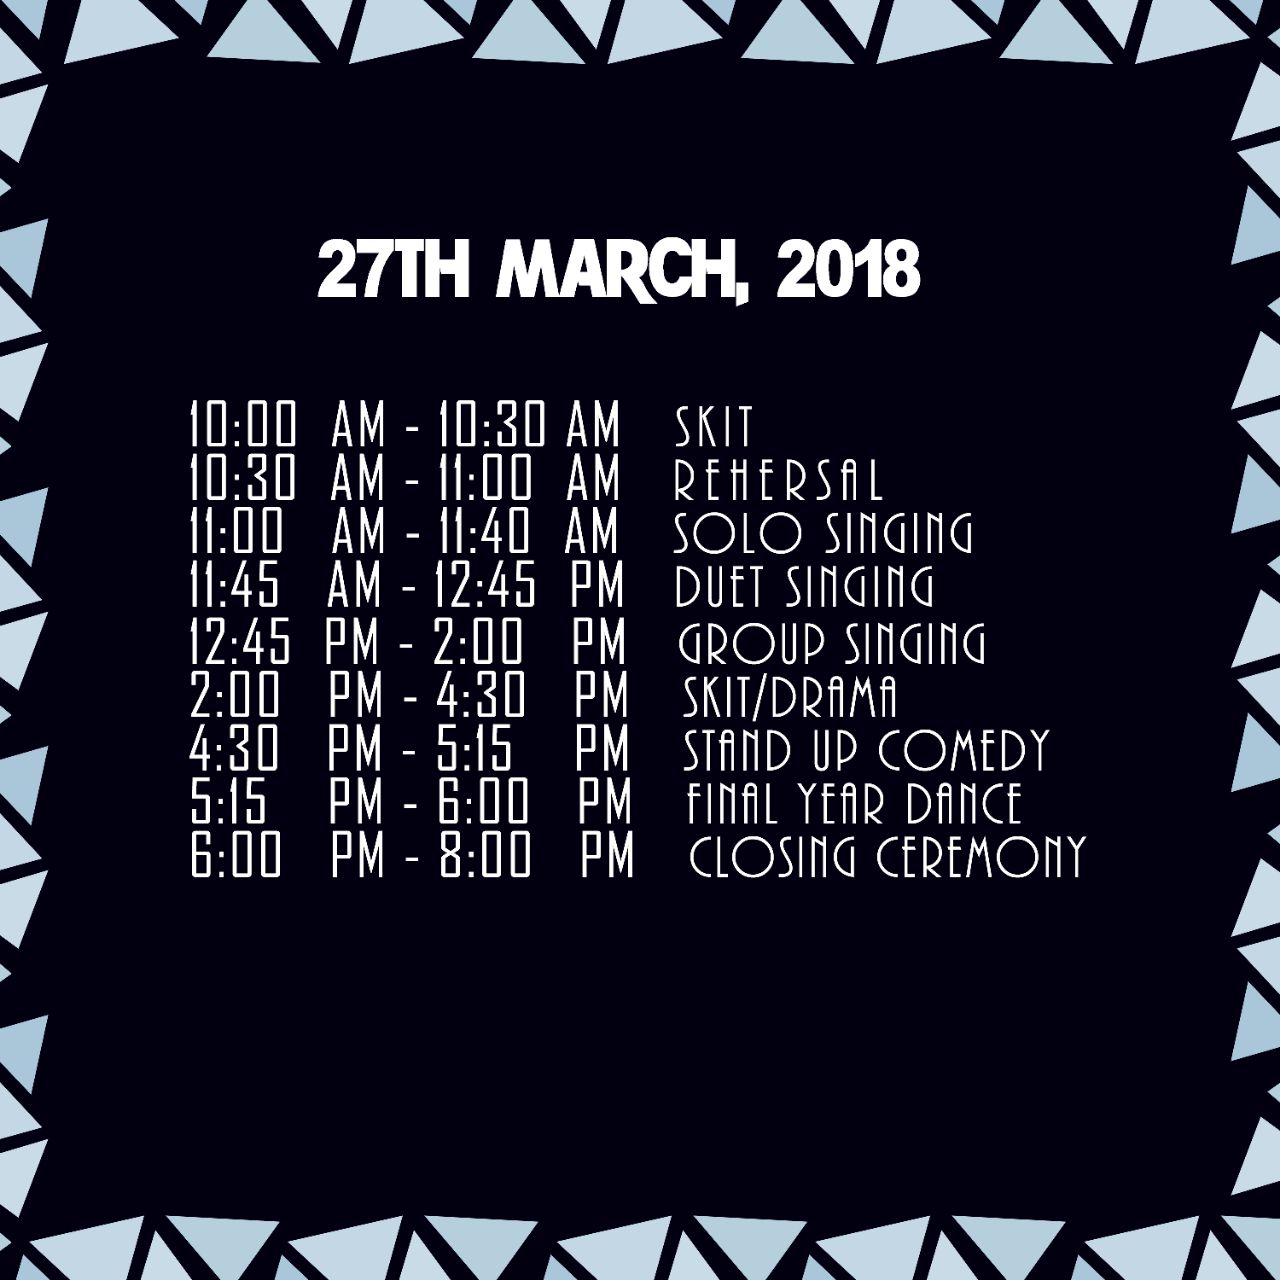 27TH MARCH, 2018
10:00 AM - 10:30 AM SKIT
10:30 AM - 11:00 AM REHERSAL
11:00 AM - 11:40 AM SOLO SINGING
11:45 AM - 12:45 PM DUET SINGING
12:45 PM - 2:00 PM GROUP SINGING
2:00 PM - 4:30 PM SKIT/DRAMA
4:30 PM - 5:15 PM STAND UP COMEDY
5:15 PM - 6:00 PM FINAL YEAR DANCE
6:00 PM - 8:00 PM CLOSING CEREMONY